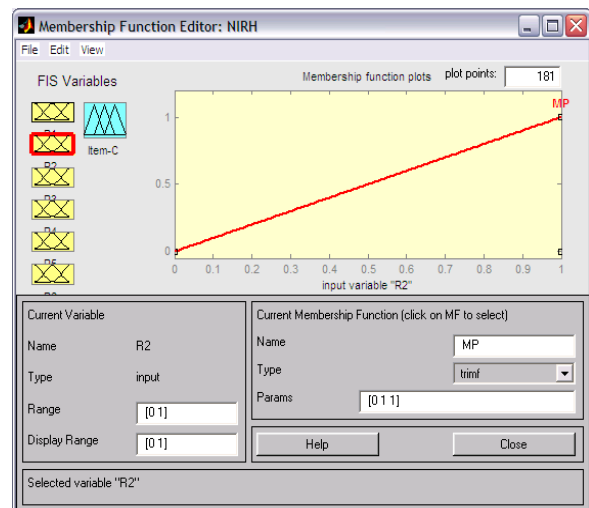 Membership Function Editor: NIRH
File Edit View
FIS Variables
Membership function plots plot points: 181
Item-C
MP
1
0.5
0
0 0.1 0.2 0.3 0.4 0.5 0.6 0.7 0.8 0.9 1
input variable "R2"
Current Variable
Name R2
Type input
Range [0 1]
Display Range [0 1]
Current Membership Function (click on MF to select)
Name MP
Type trimf
Params [0 1 1]
Help Close
Selected variable "R2"